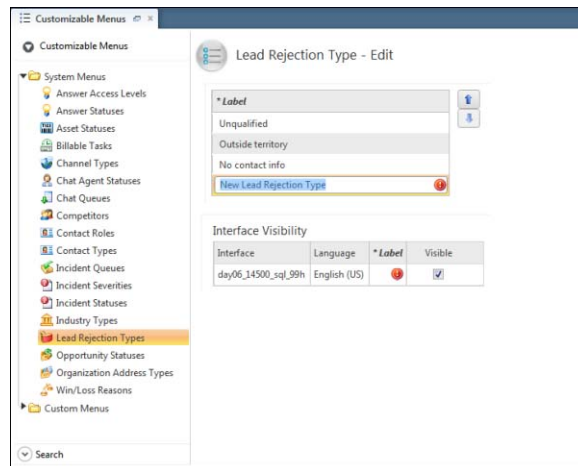 Customizable Menus
Customizable Menus
System Menus
Answer Access Levels
Answer Statuses
Asset Statuses
Billable Tasks
Channel Types
Chat Agent Statuses
Chat Queues
Competitors
Contact Roles
Contact Types
Incident Queues
Incident Severities
Incident Statuses
Industry Types
Lead Rejection Types
Opportunity Statuses
Organization Address Types
Win/Loss Reasons
Custom Menus
Search
Lead Rejection Type - Edit
* Label
Unqualified
Outside territory
No contact info
New Lead Rejection Type
Interface Visibility
Interface Language * Label Visible
day06_14500_sql_99h English (US)